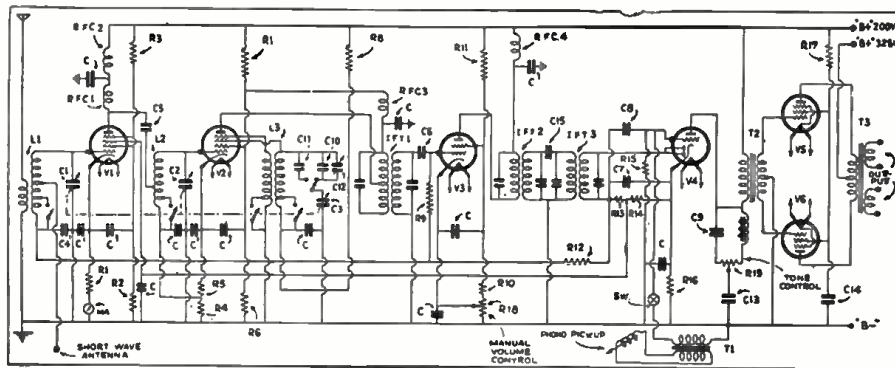 RFC2
C
RFC1
R3
R1
R8
R11
RFC.4
C
R17
"B+"200V.
"B+"325V.
L1
C1
V1
C5
L2
C2
V2
L3
C11
C10
C12
C3
RFC3
C
IFT1
C6
V3
IFT2
C15
IFT3
C8
R15
C7
V4
T2
V5
T3
OUT-
PUT
V6
C4
C
C
C
C
C
R9
C
R13
R14
C9
R1
MA
R2
C
R5
R4
R6
R12
C
R10
R18
C
SW.
R16
R19
TONE
CONTROL
C13
C14
"B-"
SHORT WAVE
ANTENNA
MANUAL
VOLUME
CONTROL
PHONO PICKUP
T1